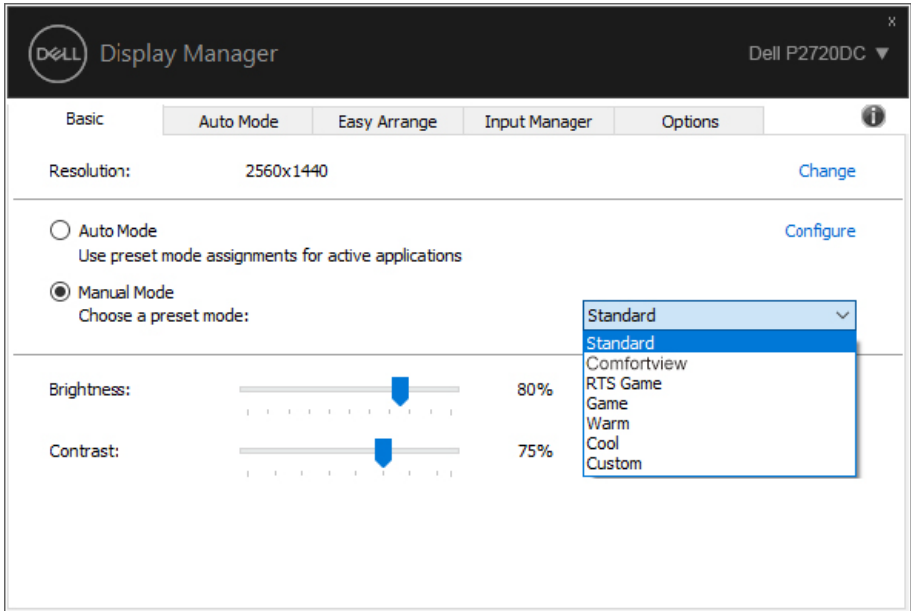 x
DELL Display Manager
Dell P2720DC ▼
Basic Auto Mode Easy Arrange Input Manager Options i
Resolution: 2560x1440 Change
Auto Mode Configure
Use preset mode assignments for active applications
Manual Mode
Choose a preset mode: Standard
Standard
Comfortview
RTS Game
Game
Warm
Cool
Custom
Brightness: 80%
Contrast: 75%